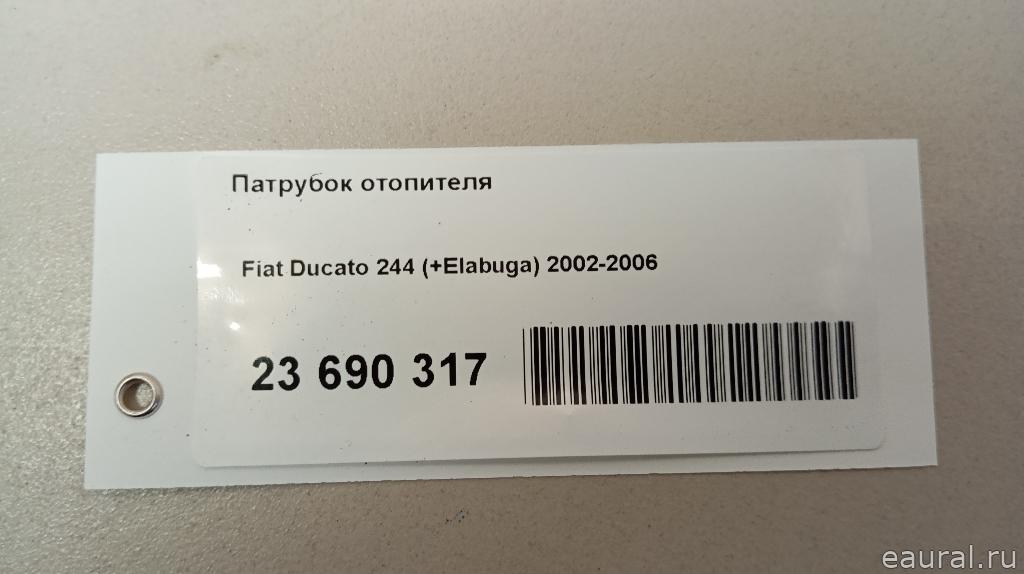 Патрубок отопителя
Fiat Ducato 244 (+Elabuga) 2002-2006
23 690 317
eaural.ru